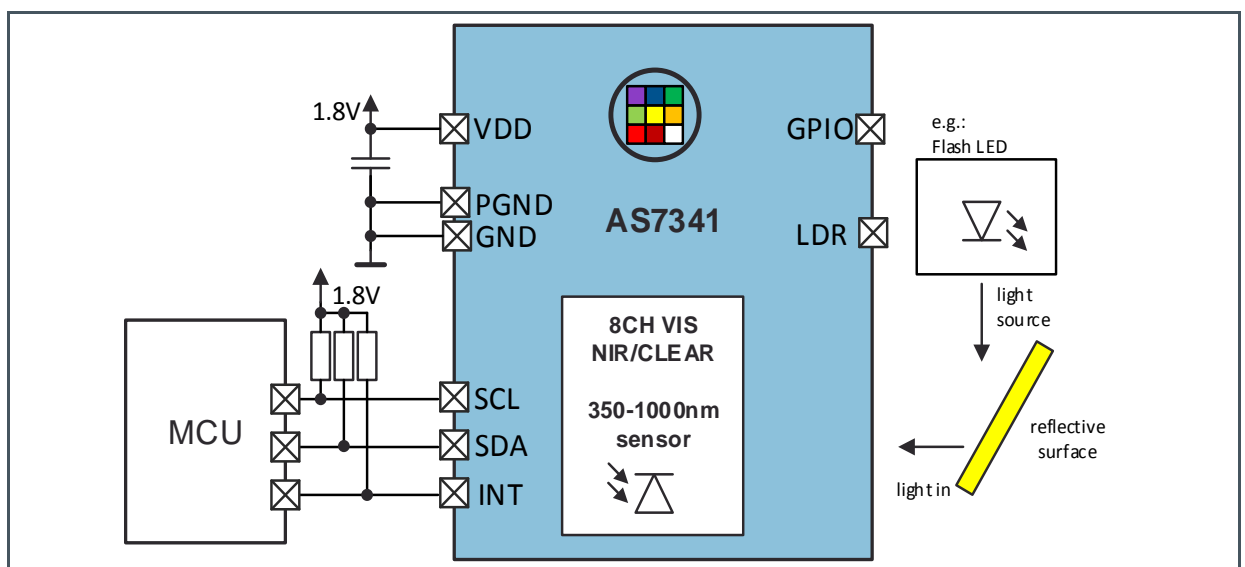 1.8V
VDD
PGND
GND
AS7341
GPIO
LDR
e.g.:
Flash LED
light
source
1.8V
8CH VIS
NIR/CLEAR
350-1000nm
sensor
MCU
SCL
SDA
INT
reflective
surface
light in